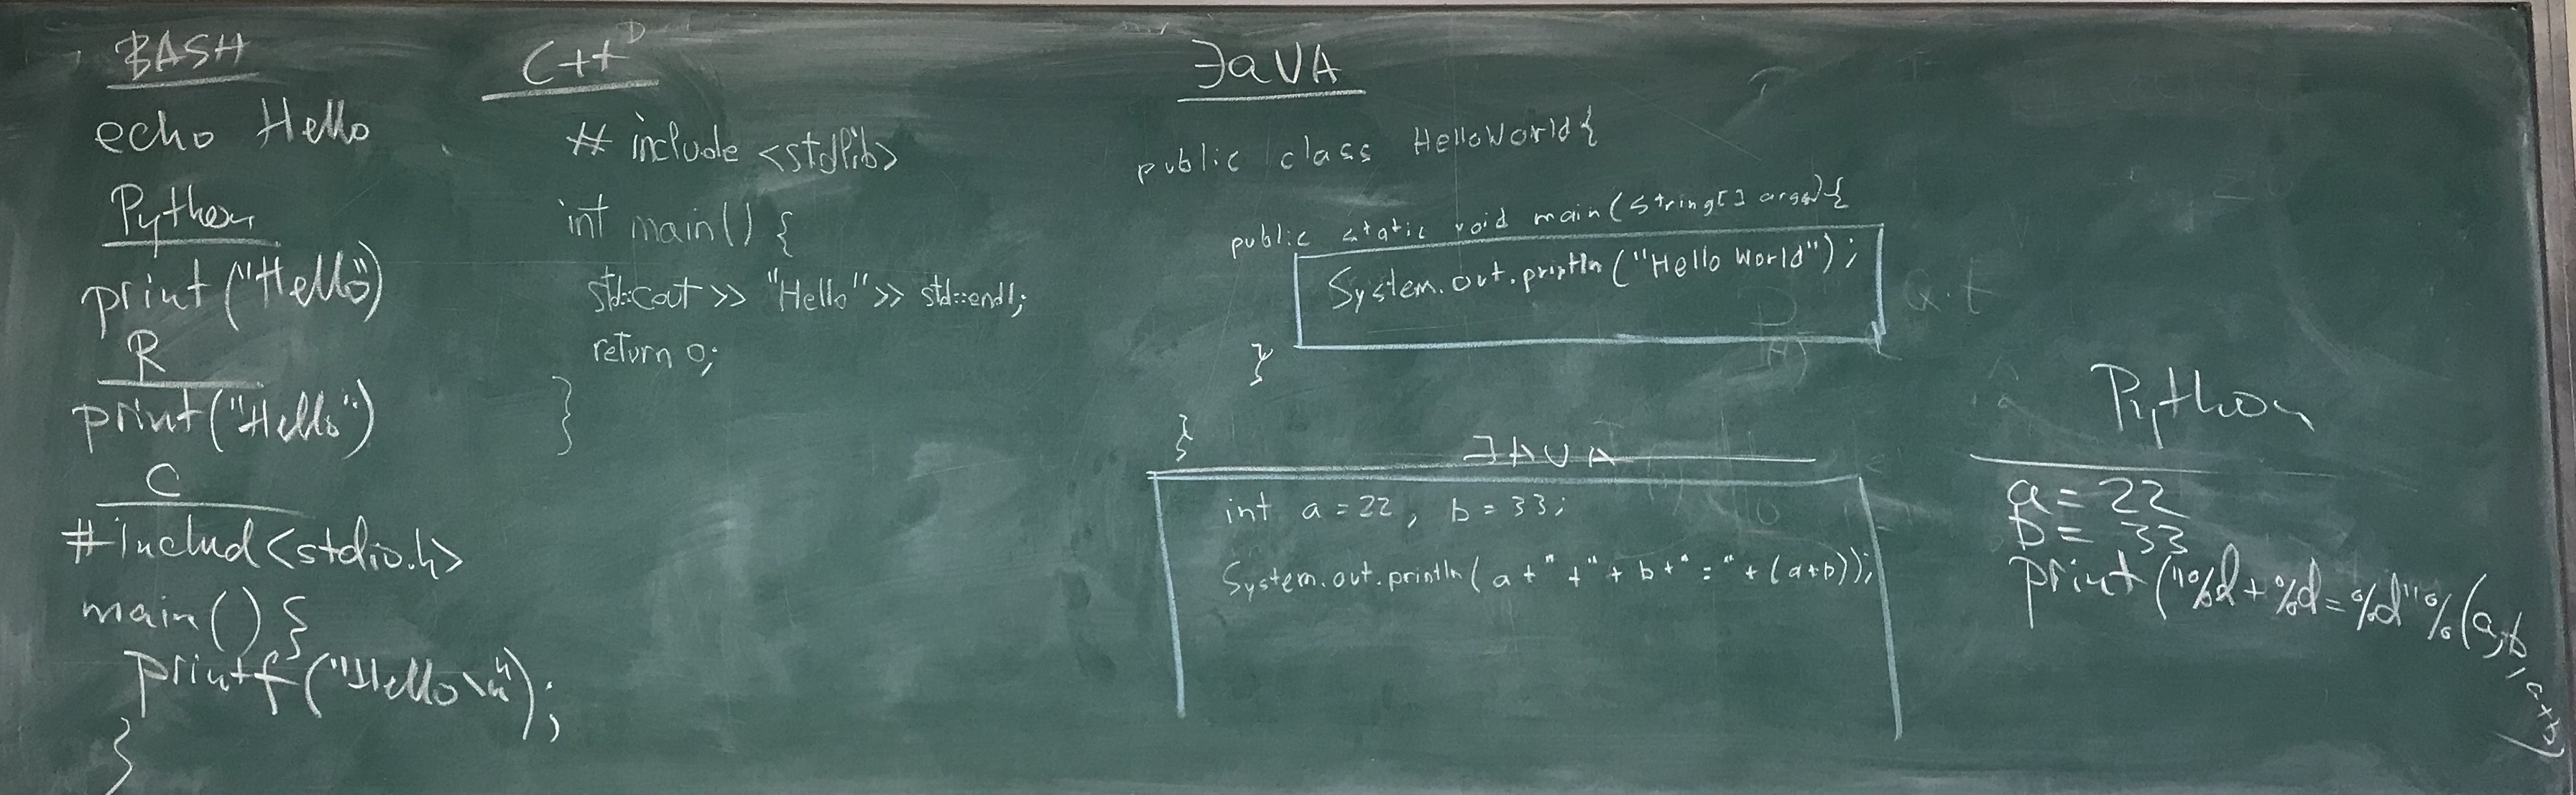 BASH
echo Hello
Python
print("Hello")
R
print("Hello")
C
#includ<stdio.h>
main() {
printf("Hello\n");
}
C++
# include <stdlib>
int main() {
std::cout >> "Hello" >> std::endl;
return 0;
}
JaVA
public class HelloWorld{
public static void main(String[] args){
System.out.println("Hello World");
}
}
JAVA
int a = 22, b = 33;
System.out.println(a+"+"+b+"="+(a+b));
Python
a = 22
b = 33
print("%d+%d=%d"%(a,b,a+b)